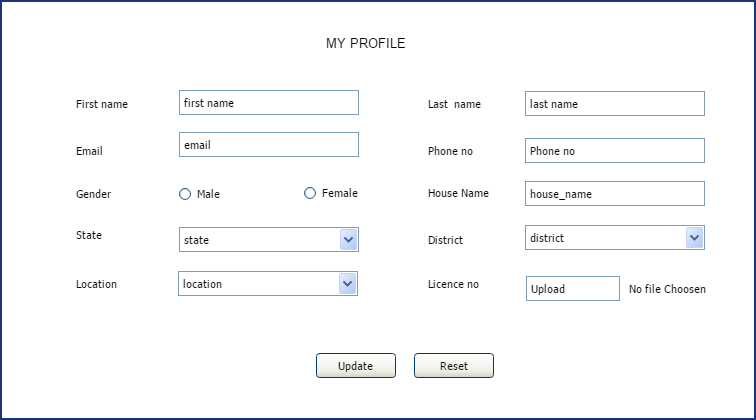 MY PROFILE
First name first name Last name last name
Email email Phone no Phone no
Gender Male Female House Name house_name
State state District district
Location location Licence no Upload No file Choosen
Update Reset